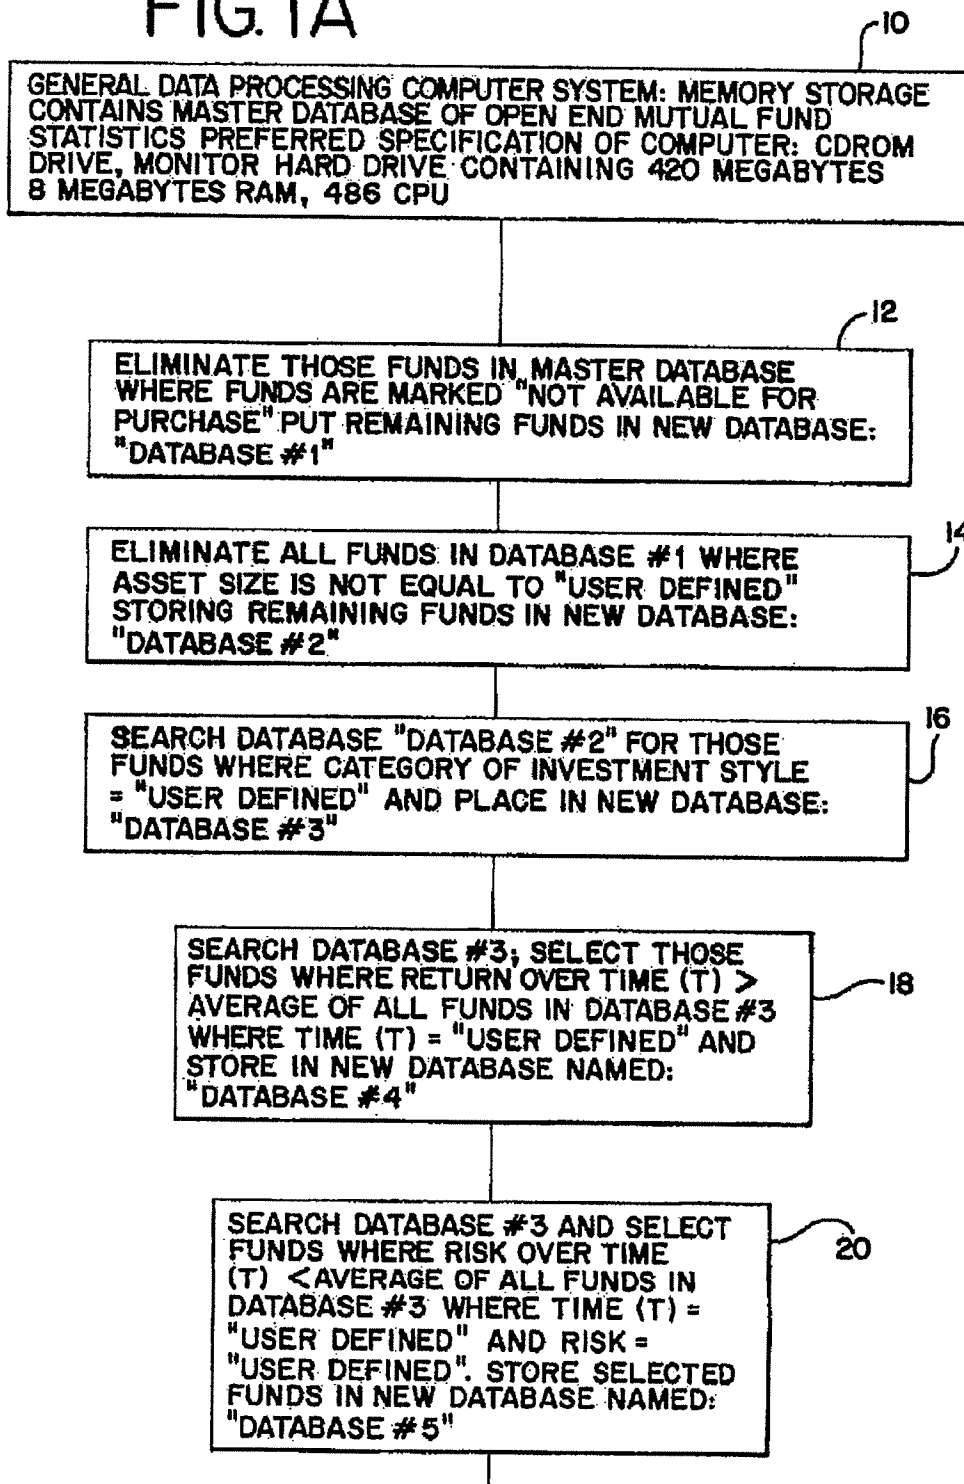 FIG. 1A
10
GENERAL DATA PROCESSING COMPUTER SYSTEM: MEMORY STORAGE
CONTAINS MASTER DATABASE OF OPEN END MUTUAL FUND
STATISTICS PREFERRED SPECIFICATION OF COMPUTER: CDROM
DRIVE, MONITOR HARD DRIVE CONTAINING 420 MEGABYTES
8 MEGABYTES RAM, 486 CPU
12
ELIMINATE THOSE FUNDS IN MASTER DATABASE
WHERE FUNDS ARE MARKED "NOT AVAILABLE FOR
PURCHASE" PUT REMAINING FUNDS IN NEW DATABASE:
"DATABASE #1"
14
ELIMINATE ALL FUNDS IN DATABASE #1 WHERE
ASSET SIZE IS NOT EQUAL TO "USER DEFINED"
STORING REMAINING FUNDS IN NEW DATABASE:
"DATABASE #2"
16
SEARCH DATABASE "DATABASE #2" FOR THOSE
FUNDS WHERE CATEGORY OF INVESTMENT STYLE
= "USER DEFINED" AND PLACE IN NEW DATABASE:
"DATABASE #3"
18
SEARCH DATABASE #3; SELECT THOSE
FUNDS WHERE RETURN OVER TIME (T) >
AVERAGE OF ALL FUNDS IN DATABASE #3
WHERE TIME (T) = "USER DEFINED" AND
STORE IN NEW DATABASE NAMED:
"DATABASE #4"
20
SEARCH DATABASE #3 AND SELECT
FUNDS WHERE RISK OVER TIME
(T) < AVERAGE OF ALL FUNDS IN
DATABASE #3 WHERE TIME (T) =
"USER DEFINED" AND RISK =
"USER DEFINED". STORE SELECTED
FUNDS IN NEW DATABASE NAMED:
"DATABASE #5"